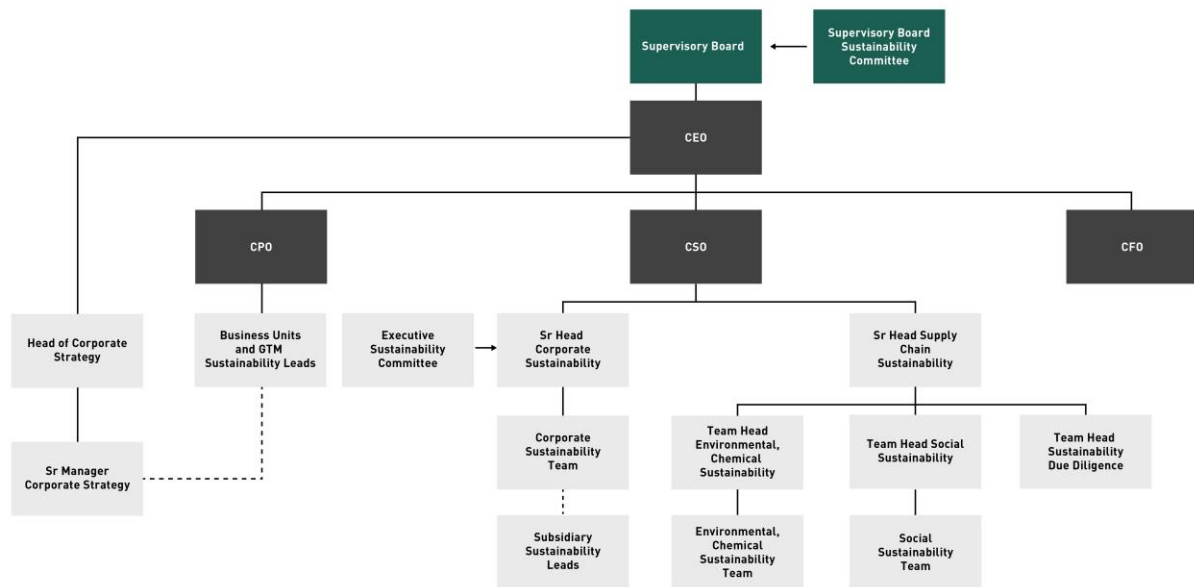 Supervisory Board
Supervisory Board
Sustainability
Committee
CEO
CPO
CSO
CFO
Head of Corporate
Strategy
Business Units
and GTM
Sustainability Leads
Executive
Sustainability
Committee
Sr Head
Corporate
Sustainability
Sr Head Supply
Chain
Sustainability
Sr Manager
Corporate Strategy
Corporate
Sustainability
Team
Team Head
Environmental,
Chemical
Sustainability
Team Head Social
Sustainability
Team Head
Sustainability
Due Diligence
Subsidiary
Sustainability
Leads
Environmental,
Chemical
Sustainability
Team
Social
Sustainability
Team